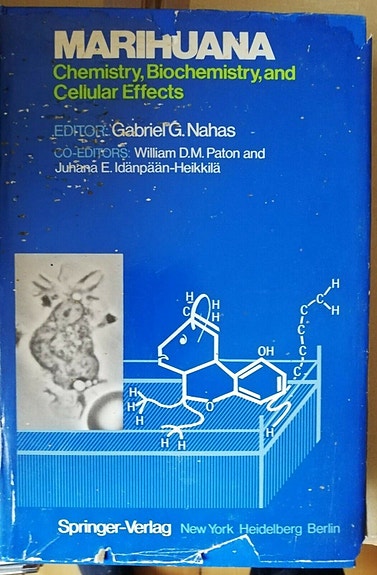 MARIHUANA
Chemistry, Biochemistry, and
Cellular Effects
EDITOR: Gabriel G. Nahas
CO-EDITORS: William D.M. Paton and
Juhana E. Idänpään-Heikkilä
H
H
C
H
H
H
C
C
C
C
C
OH
O
H
H
H
H
H
H
Springer-Verlag New York Heidelberg Berlin